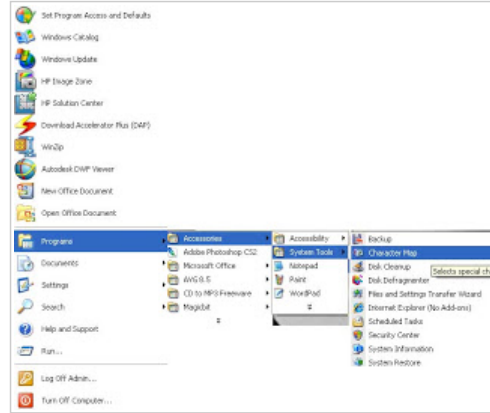 Set Program Access and Defaults
Windows Catalog
Windows Update
HP Image Zone
HP Solution Center
Download Accelerator Plus (DAP)
WinZip
Autodesk DWF Viewer
New Office Document
Open Office Document
Programs
Documents
Settings
Search
Help and Support
Run...
Log Off Admin...
Turn Off Computer...
Accessories
Adobe Photoshop CS2
Microsoft Office
AVG 8.5
CD to MP3 Freeware
Magicbit
Accessibility
System Tools
Notepad
Paint
WordPad
Backup
Character Map
Disk Cleanup
Selects special ch
Disk Defragmenter
Files and Settings Transfer Wizard
Internet Explorer (No Add-ons)
Scheduled Tasks
Security Center
System Information
System Restore